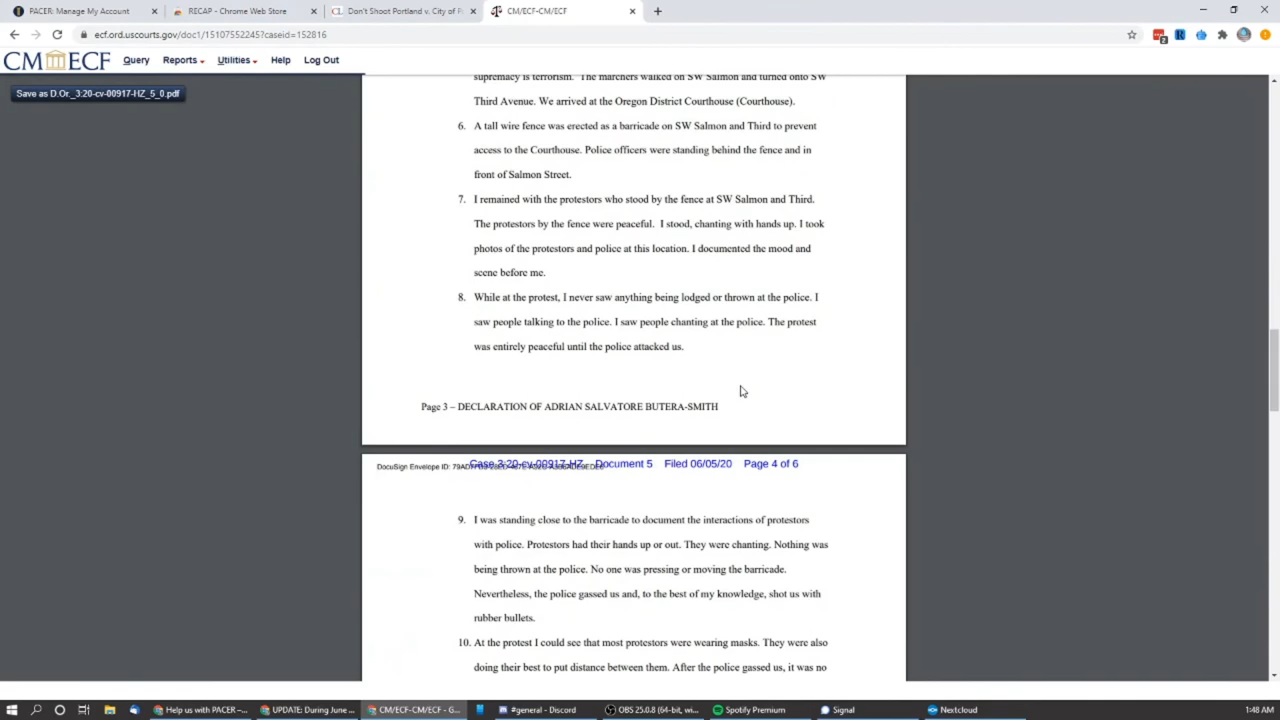 PACER: Manage My Account
RECAP - Chrome Web Store
Don't Shoot Portland v. City of P
CM/ECF-CM/ECF
ecf.ord.uscourts.gov/doc1/15107552245?caseid=152816
CM ECF Query Reports Utilities Help Log Out
Save as D.Or._3:20-cv-00917-HZ_5_0.pdf
supremacy is terrorism. The marchers walked on SW Salmon and turned onto SW
Third Avenue. We arrived at the Oregon District Courthouse (Courthouse).
6. A tall wire fence was erected as a barricade on SW Salmon and Third to prevent
access to the Courthouse. Police officers were standing behind the fence and in
front of Salmon Street.
7. I remained with the protestors who stood by the fence at SW Salmon and Third.
The protestors by the fence were peaceful. I stood, chanting with hands up. I took
photos of the protestors and police at this location. I documented the mood and
scene before me.
8. While at the protest, I never saw anything being lodged or thrown at the police. I
saw people talking to the police. I saw people chanting at the police. The protest
was entirely peaceful until the police attacked us.
Page 3 – DECLARATION OF ADRIAN SALVATORE BUTERA-SMITH
DocuSign Envelope ID:
Case 3:20-cv-00917-HZ Document 5 Filed 06/05/20 Page 4 of 6
9. I was standing close to the barricade to document the interactions of protestors
with police. Protestors had their hands up or out. They were chanting. Nothing was
being thrown at the police. No one was pressing or moving the barricade.
Nevertheless, the police gassed us and, to the best of my knowledge, shot us with
rubber bullets.
10. At the protest I could see that most protestors were wearing masks. They were also
doing their best to put distance between them. After the police gassed us, it was no
Help us with PACER –...
UPDATE: During June ...
CM/ECF-CM/ECF - G...
#general - Discord
OBS 25.0.8 (64-bit, wi...
Spotify Premium
Signal
Nextcloud
1:48 AM